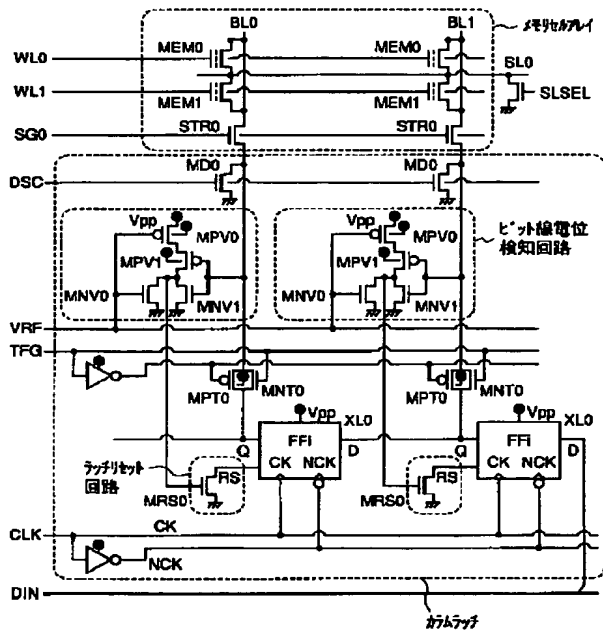 BL0 BL1
メモリセルアレイ
WL0 MEM0 MEM0 SL0
WL1 MEM1 MEM1 SLSEL
SG0 STR0 STR0
DSC MD0 MD0
Vpp MPV0 Vpp MPV0
ビット線電位
検知回路
MPV1 MPV1
MNV0 MNV1 MNV0 MNV1
VRF
TFG
MPT0 MNT0 MPT0 MNT0
Vpp XL0 Vpp XL0
Q FFi D Q FFi D
CK NCK CK NCK
ラッチリセット
回路
RS RS
MRS0 MRS0
CLK CK
NCK
DIN
カラムラッチ